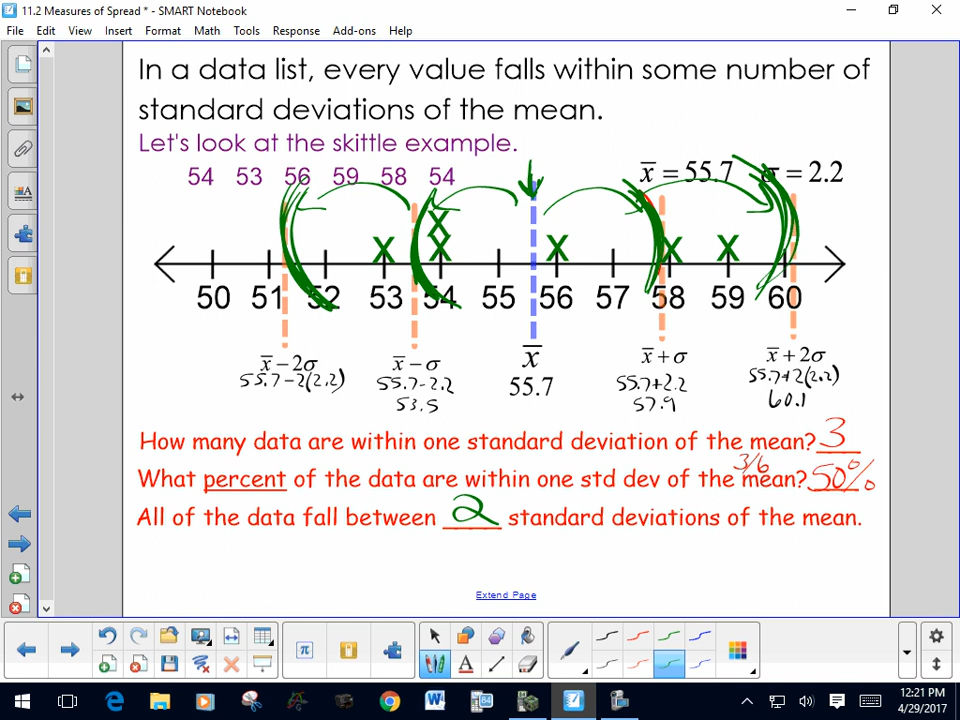 11.2 Measures of Spread * - SMART Notebook
File Edit View Insert Format Math Tools Response Add-ons Help
In a data list, every value falls within some number of
standard deviations of the mean.
Let's look at the skittle example.
54 53 56 59 58 54
x̅ = 55.7 σ = 2.2
X X X X X X
50 51 52 53 54 55 56 57 58 59 60
x̅ − 2σ x̅ − σ x̅ x̅ + σ x̅ + 2σ
55.7-2(2.2) 55.7-2.2 55.7 55.7+2.2 55.7+2(2.2)
53.5 57.9 60.1
How many data are within one standard deviation of the mean? 3
3/6
What percent of the data are within one std dev of the mean? 50%
All of the data fall between 2 standard deviations of the mean.
Extend Page
π
A
84
12:21 PM
4/29/2017